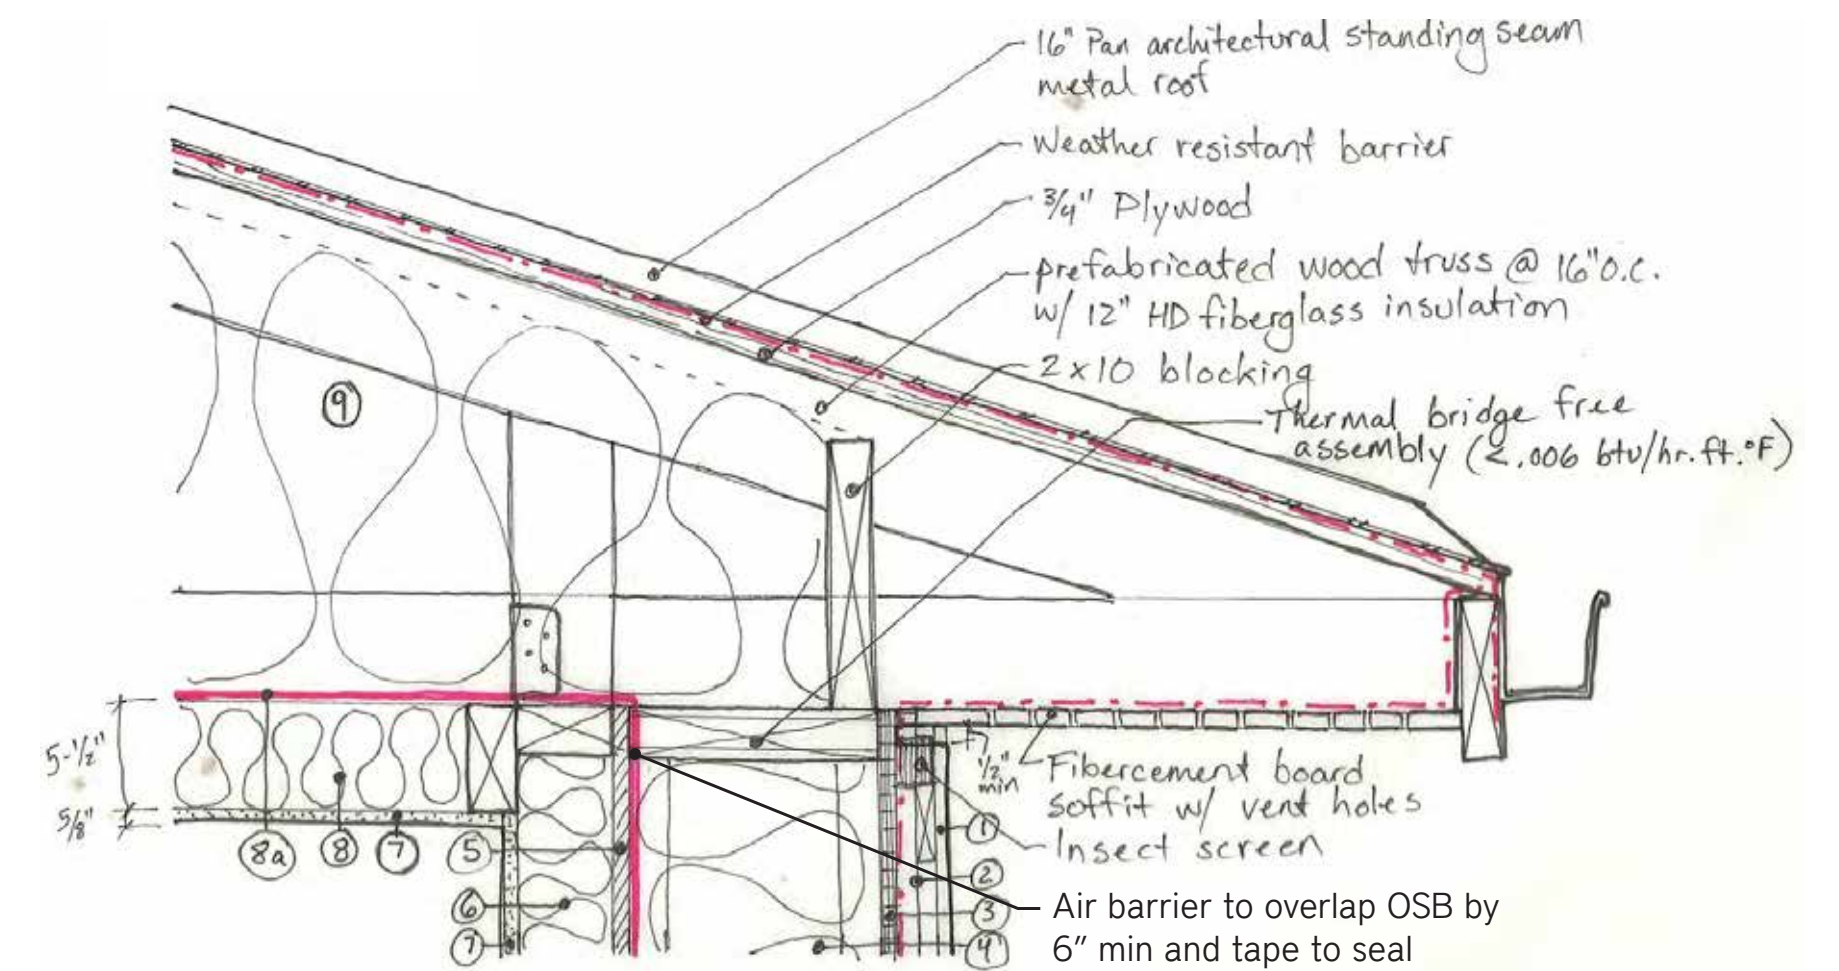 16" Pan architectural standing seam
metal roof
Weather resistant barrier
3/4" Plywood
prefabricated wood truss @ 16" o.c.
w/ 12" HD fiberglass insulation
2x10 blocking
Thermal bridge free
assembly (<.006 btu/hr.ft.°F)
9
5-1/2"
5/8"
1/2"
min
Fibercement board
soffit w/ vent holes
Insect screen
8a
8
7
5
6
7
1
2
3
4
Air barrier to overlap OSB by
6" min and tape to seal